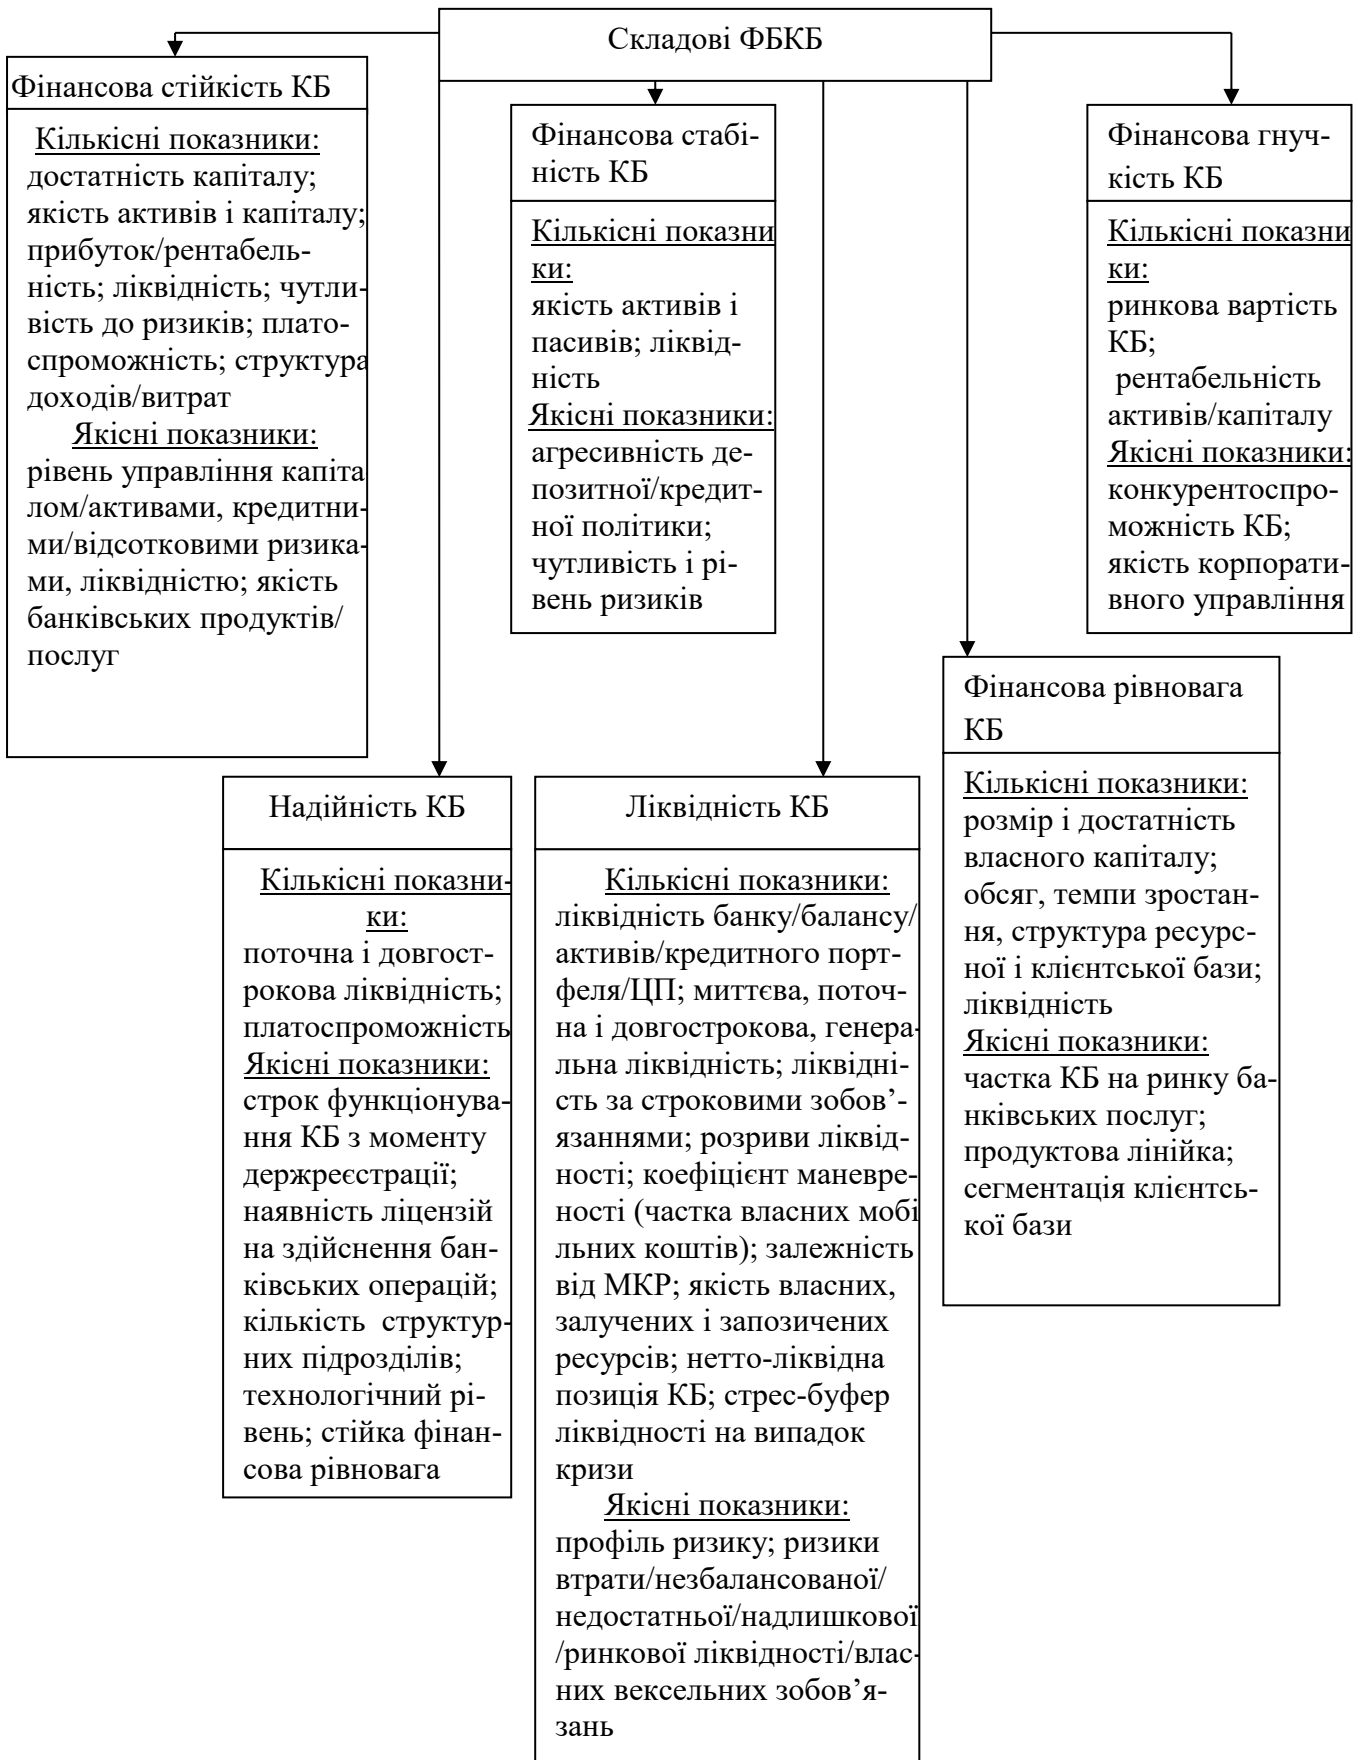 Складові ФБКБ
Фінансова стійкість КБ
Кількісні показники:
достатність капіталу;
якість активів і капіталу;
прибуток/рентабель-
ність; ліквідність; чутли-
вість до ризиків; плато-
спроможність; структура
доходів/витрат
Якісні показники:
рівень управління капіта
лом/активами, кредитни-
ми/відсотковими ризика-
ми, ліквідністю; якість
банківських продуктів/
послуг
Фінансова стабі-
ність КБ
Кількісні показни
ки:
якість активів і
пасивів; ліквід-
ність
Якісні показники:
агресивність де-
позитної/кредит-
ної політики;
чутливість і рі-
вень ризиків
Фінансова гнуч-
кість КБ
Кількісні показни
ки:
ринкова вартість
КБ;
рентабельність
активів/капіталу
Якісні показники:
конкурентоспро-
можність КБ;
якість корпорати-
вного управління
Надійність КБ
Кількісні показни-
ки:
поточна і довгост-
рокова ліквідність;
платоспроможність
Якісні показники:
строк функціонува-
ння КБ з моменту
держреєстрації;
наявність ліцензій
на здійснення бан-
ківських операцій;
кількість структур-
них підрозділів;
технологічний рі-
вень; стійка фінан-
сова рівновага
Ліквідність КБ
Кількісні показники:
ліквідність банку/балансу/
активів/кредитного порт-
феля/ЦП; миттєва, поточ-
на і довгострокова, генера-
льна ліквідність; ліквідні-
сть за строковими зобов’-
язаннями; розриви ліквід-
ності; коефіцієнт маневре-
ності (частка власних мобі
льних коштів); залежність
від МКР; якість власних,
залучених і запозичених
ресурсів; нетто-ліквідна
позиція КБ; стрес-буфер
ліквідності на випадок
кризи
Якісні показники:
профіль ризику; ризики
втрати/незбалансованої/
недостатньої/надлишкової
/ринкової ліквідності/влас-
них вексельних зобов’я-
зань
Фінансова рівновага
КБ
Кількісні показники:
розмір і достатність
власного капіталу;
обсяг, темпи зростан-
ня, структура ресурс-
ної і клієнтської бази;
ліквідність
Якісні показники:
частка КБ на ринку ба-
нківських послуг;
продуктова лінійка;
сегментація клієнтсь-
кої бази